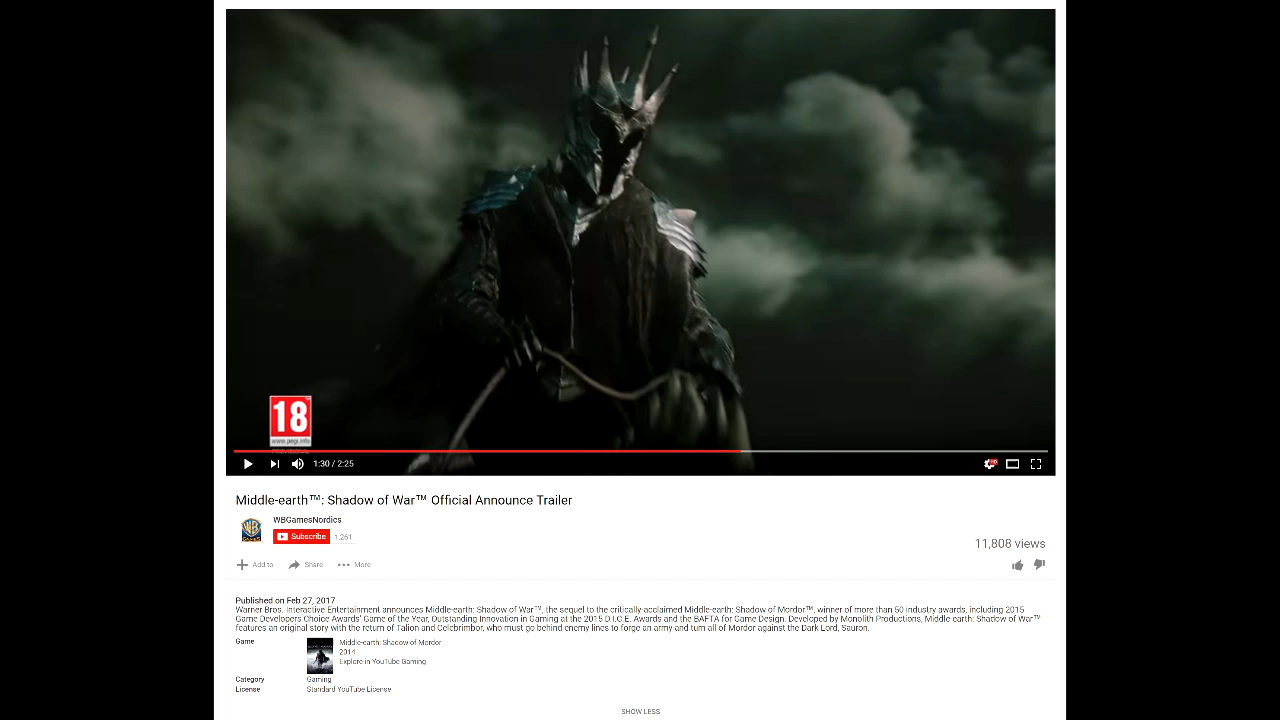 18
www.pegi.info
1:30 / 2:25
HD
Middle-earth™: Shadow of War™ Official Announce Trailer
WBGamesNordics
Subscribe 1,261
11,808 views
Add to Share More
Published on Feb 27, 2017
Warner Bros. Interactive Entertainment announces Middle-earth: Shadow of War™, the sequel to the critically-acclaimed Middle-earth: Shadow of Mordor™, winner of more than 50 industry awards, including 2015
Game Developers Choice Awards' Game of the Year, Outstanding Innovation in Gaming at the 2015 D.I.C.E. Awards and the BAFTA for Game Design. Developed by Monolith Productions, Middle-earth: Shadow of War™
features an original story with the return of Talion and Celebrimbor, who must go behind enemy lines to forge an army and turn all of Mordor against the Dark Lord, Sauron.
Game Middle-earth: Shadow of Mordor
2014
Explore in YouTube Gaming
Category Gaming
License Standard YouTube License
SHOW LESS